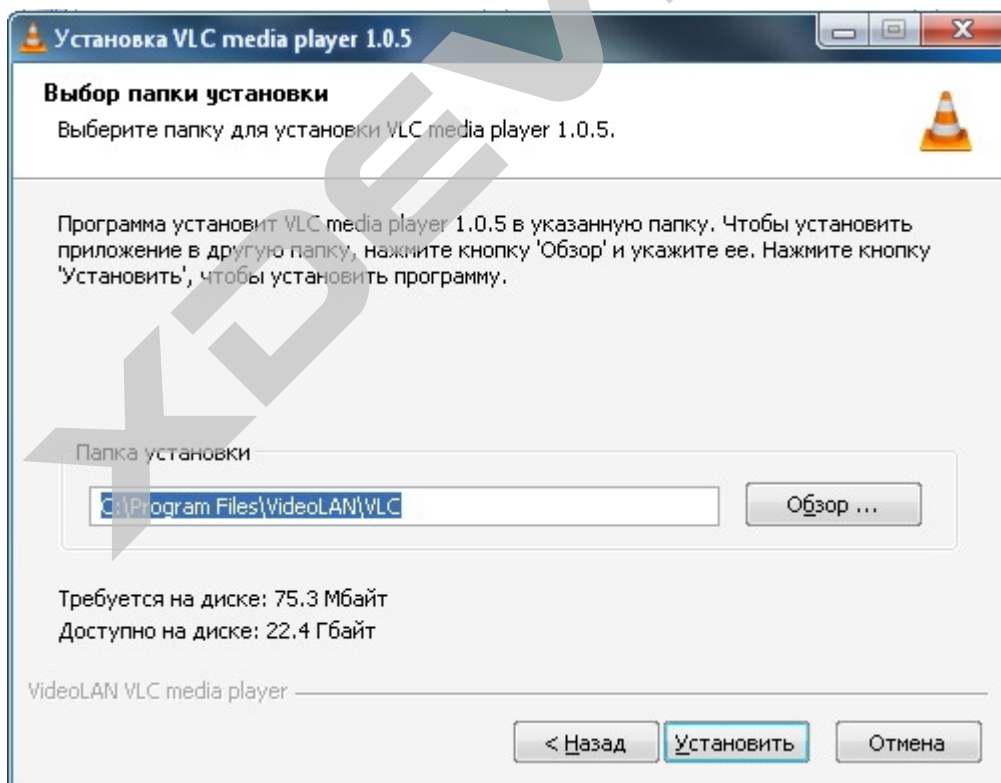 Установка VLC media player 1.0.5
Выбор папки установки
Выберите папку для установки VLC media player 1.0.5.
Программа установит VLC media player 1.0.5 в указанную папку. Чтобы установить
приложение в другую папку, нажмите кнопку 'Обзор' и укажите ее. Нажмите кнопку
'Установить', чтобы установить программу.
Папка установки
C:\Program Files\VideoLAN\VLC
Обзор ...
Требуется на диске: 75.3 Мбайт
Доступно на диске: 22.4 Гбайт
VideoLAN VLC media player
< Назад Установить Отмена
XDEV